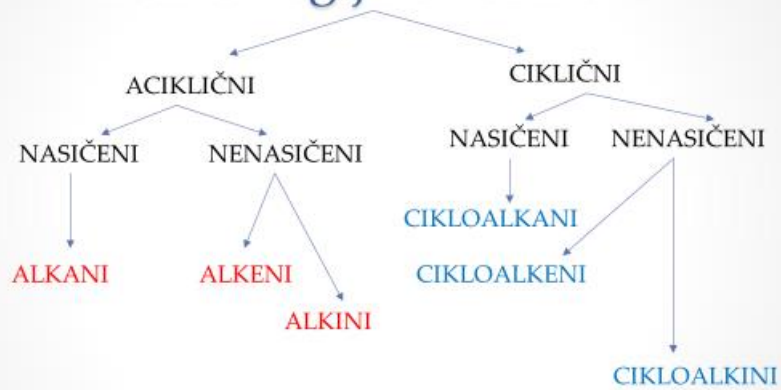 ACIKLIČNI
CIKLIČNI
NASIČENI
NENASIČENI
NASIČENI
NENASIČENI
CIKLOALKANI
ALKANI
ALKENI
CIKLOALKENI
ALKINI
CIKLOALKINI